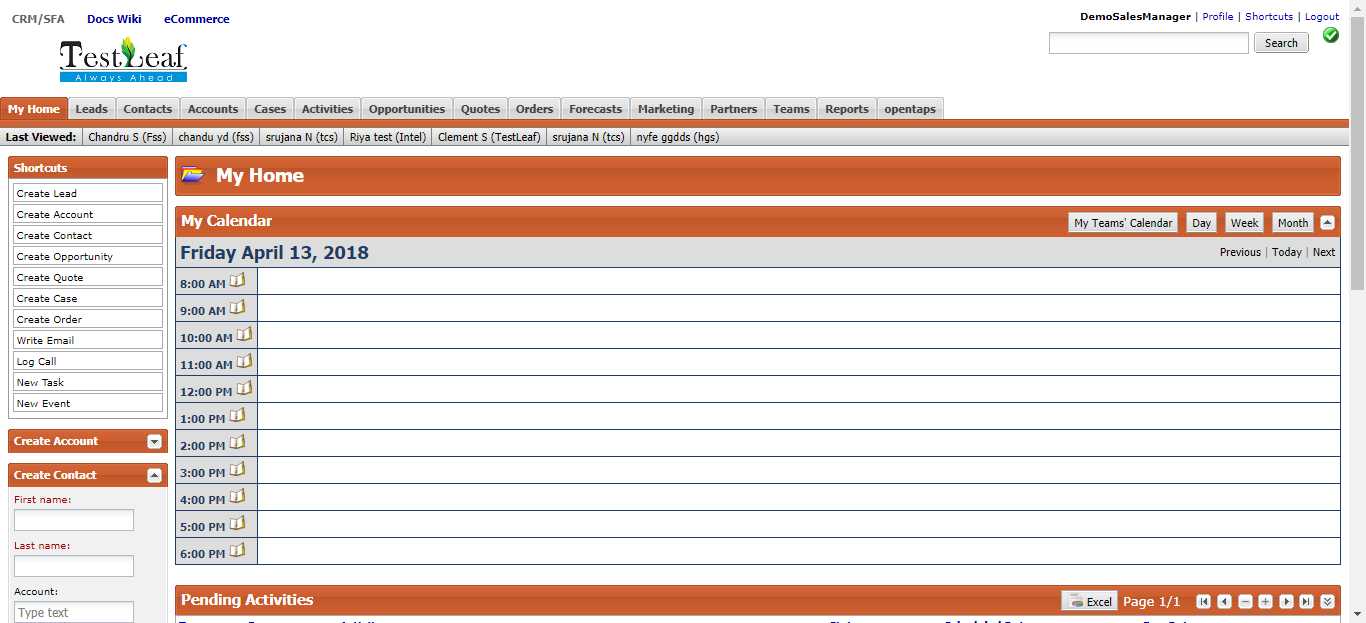 CRM/SFA Docs Wiki eCommerce
DemoSalesManager | Profile | Shortcuts | Logout
Search
TestLeaf
Always Ahead
My Home Leads Contacts Accounts Cases Activities Opportunities Quotes Orders Forecasts Marketing Partners Teams Reports opentaps
Last Viewed: Chandru S (Fss) chandu yd (fss) srujana N (tcs) Riya test (Intel) Clement S (TestLeaf) srujana N (tcs) nyfe ggdds (hgs)
Shortcuts
Create Lead
Create Account
Create Contact
Create Opportunity
Create Quote
Create Case
Create Order
Write Email
Log Call
New Task
New Event
Create Account
Create Contact
First name:
Last name:
Account:
Type text
My Home
My Calendar My Teams' Calendar Day Week Month
Friday April 13, 2018 Previous | Today | Next
8:00 AM
9:00 AM
10:00 AM
11:00 AM
12:00 PM
1:00 PM
2:00 PM
3:00 PM
4:00 PM
5:00 PM
6:00 PM
Pending Activities Excel Page 1/1